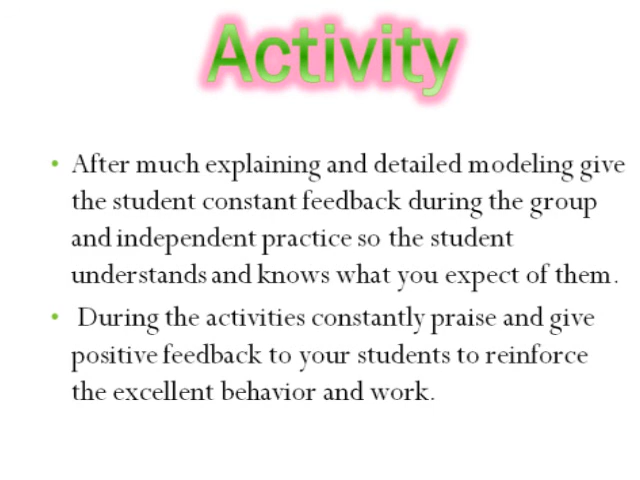 Activity
• After much explaining and detailed modeling give
the student constant feedback during the group
and independent practice so the student
understands and knows what you expect of them.
• During the activities constantly praise and give
positive feedback to your students to reinforce
the excellent behavior and work.